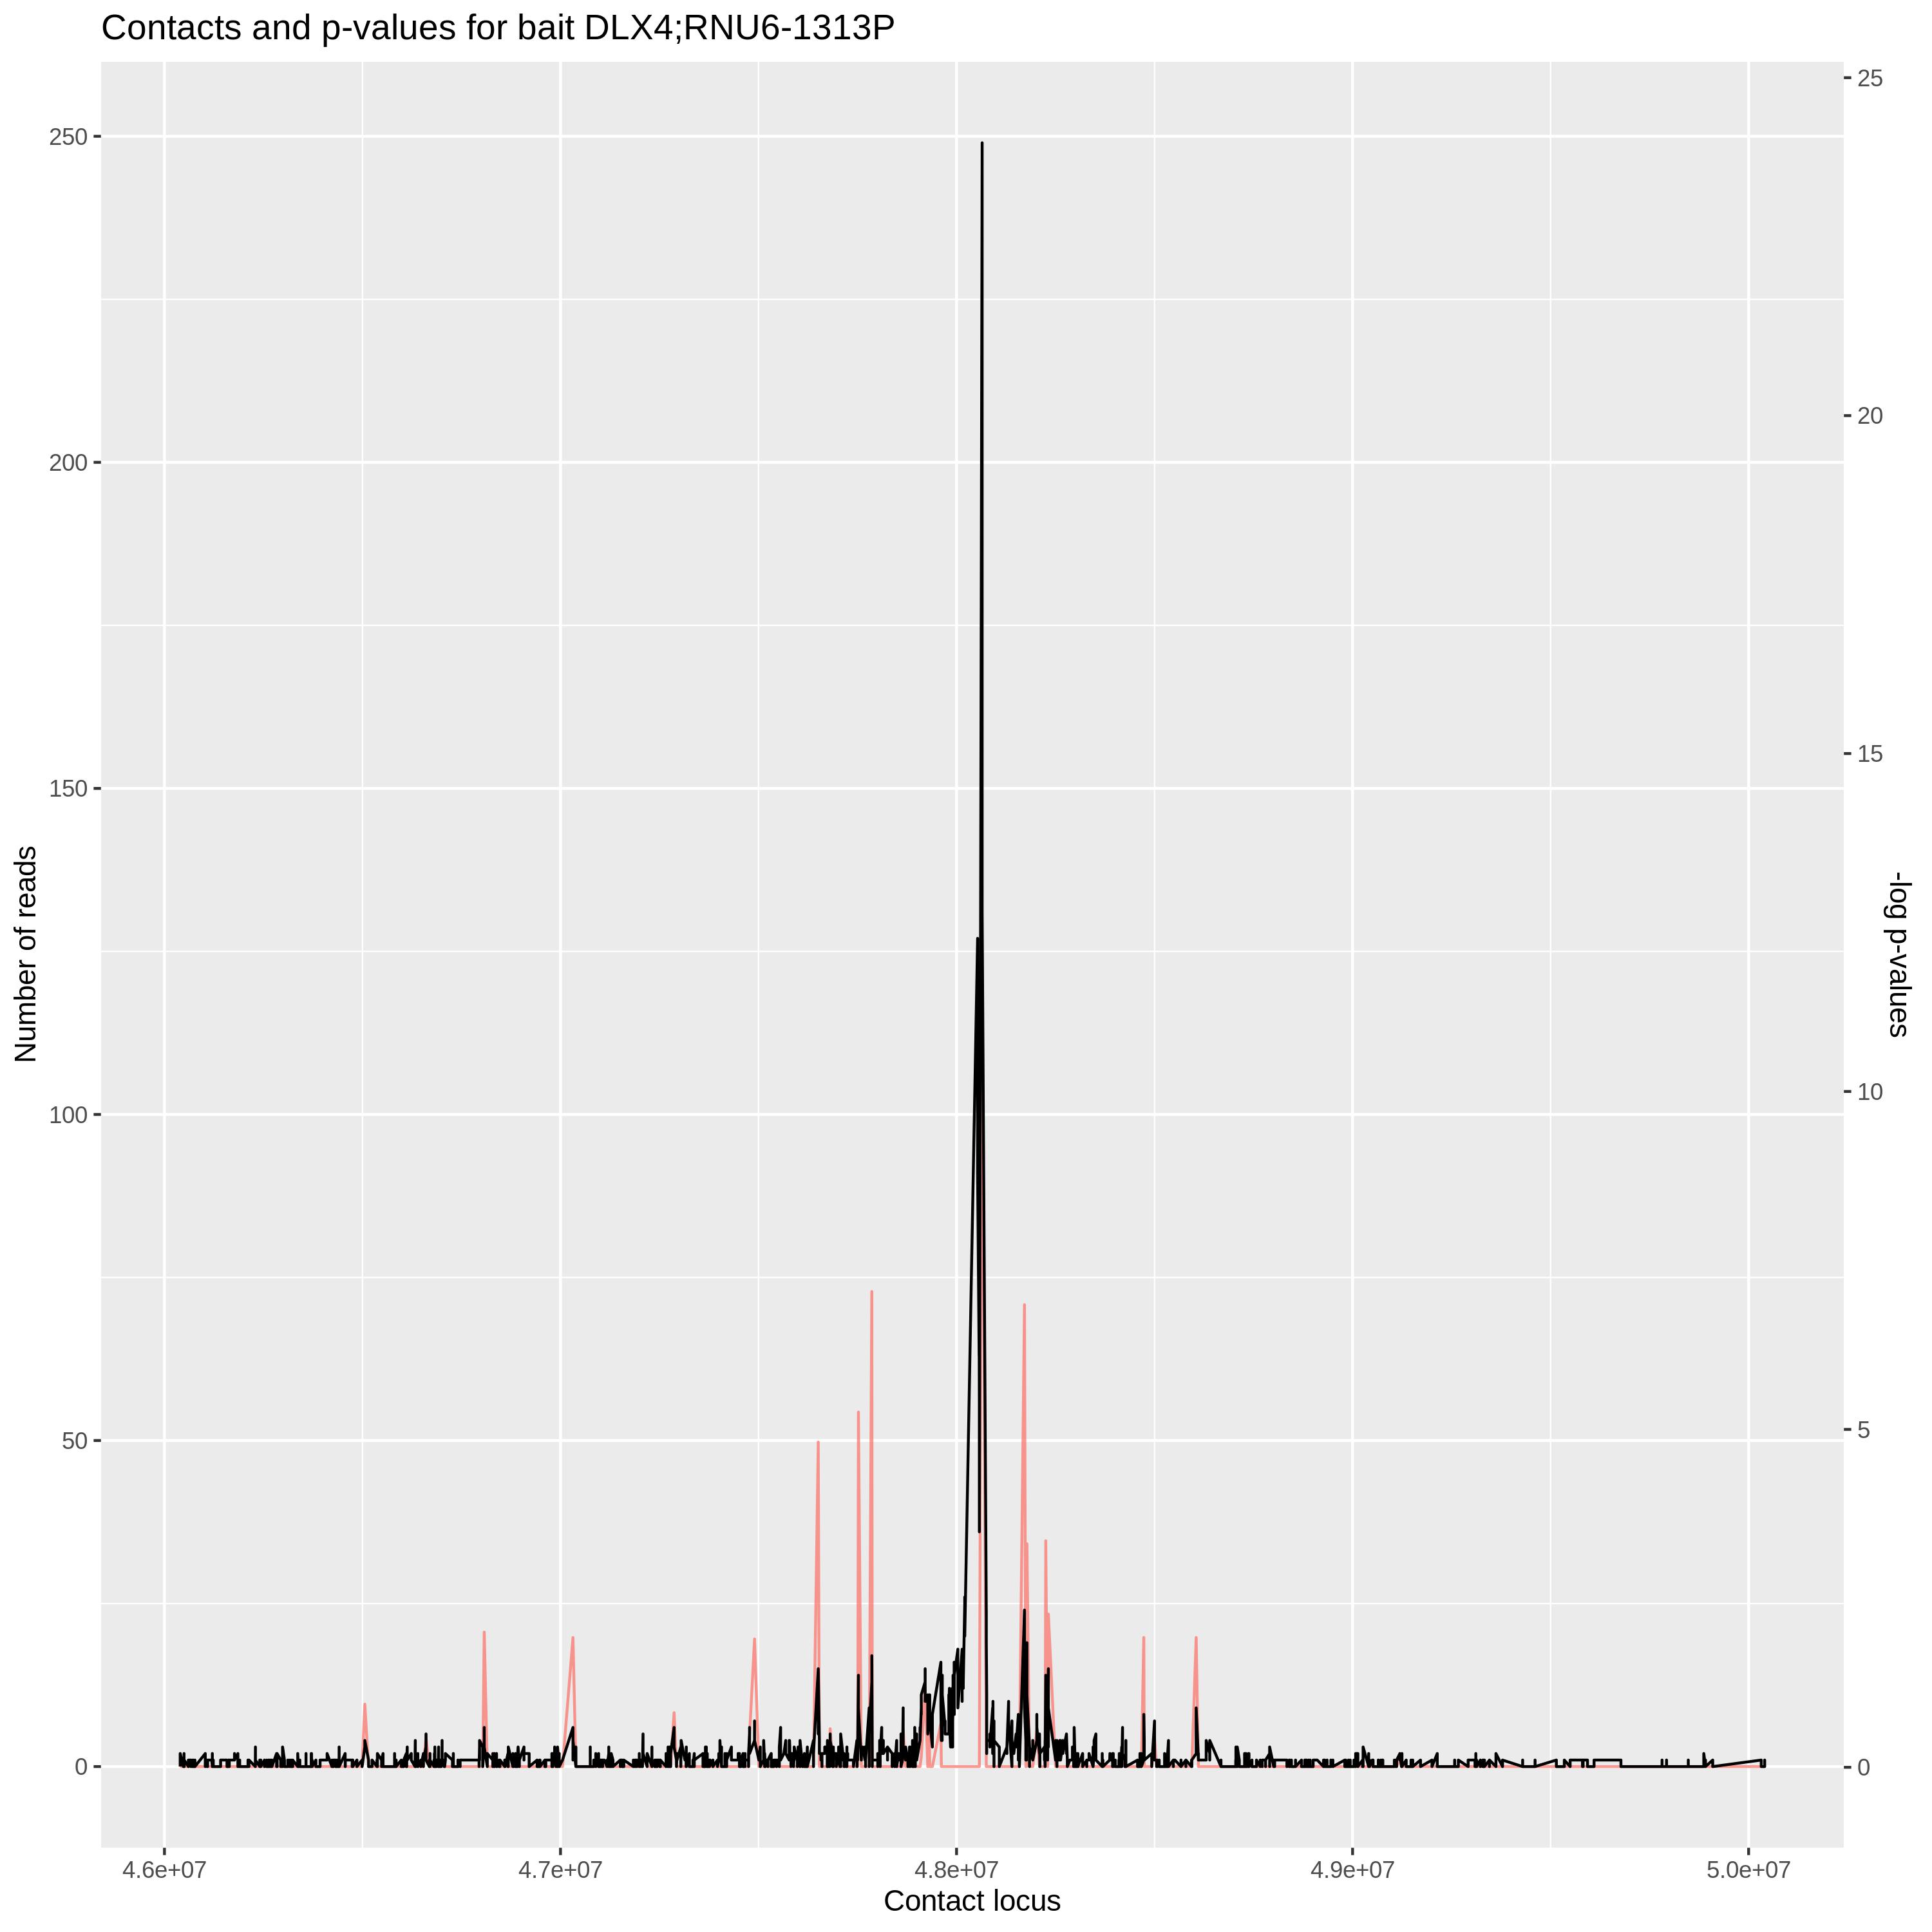 Contacts and p-values for bait DLX4;RNU6-1313P
250
200
150
100
50
0
Number of reads
25
20
15
10
5
0
-log p-values
4.6e+07
4.7e+07
4.8e+07
4.9e+07
5.0e+07
Contact locus